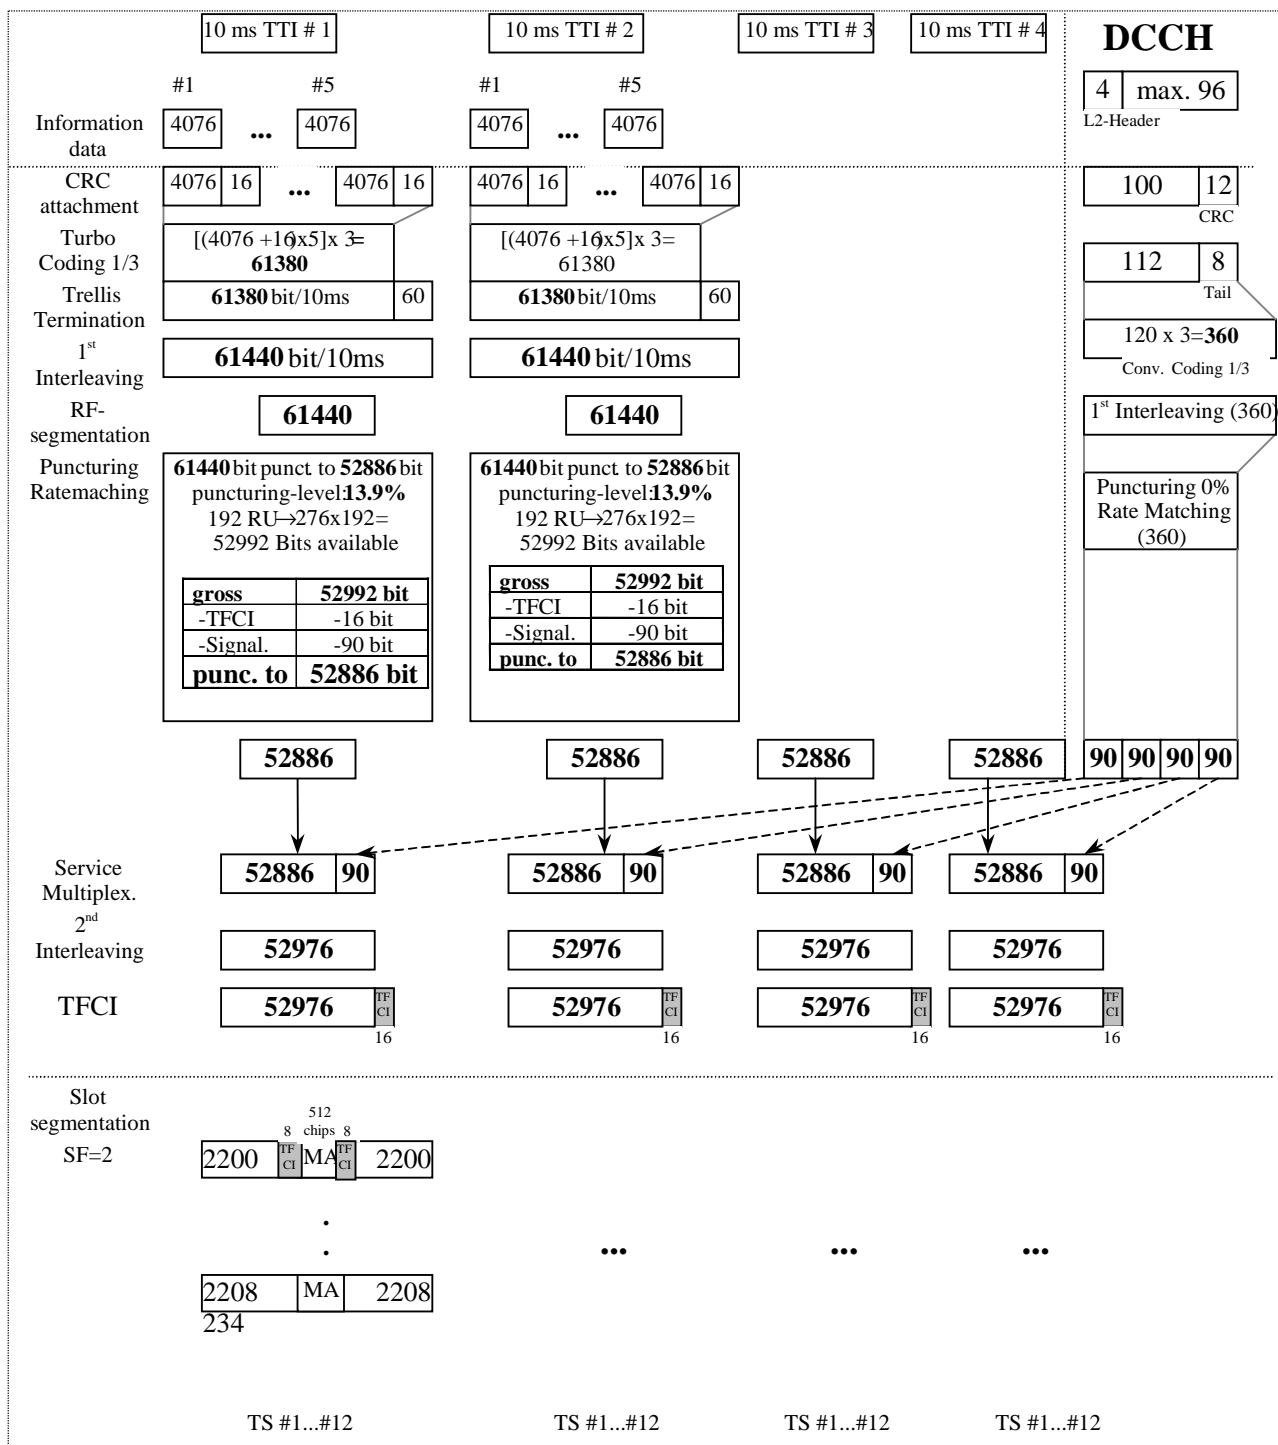 10 ms TTI # 1 10 ms TTI # 2 10 ms TTI # 3 10 ms TTI # 4 DCCH
#1 #5 #1 #5
4 max. 96
L2-Header
Information
data
4076 ... 4076 4076 ... 4076
CRC
attachment
4076 16 ... 4076 16 4076 16 ... 4076 16
100 12
CRC
Turbo
Coding 1/3
[(4076 +16)x5]x 3=
61380
[(4076 +16)x5]x 3=
61380
112 8
Tail
Trellis
Termination
61380 bit/10ms 60 61380 bit/10ms 60
120 x 3=360
Conv. Coding 1/3
1st
Interleaving
61440 bit/10ms 61440 bit/10ms
RF-
segmentation
61440 61440
1st Interleaving (360)
Puncturing
Ratemaching
61440 bit punct. to 52886 bit
puncturing-level:13.9%
192 RU→276x192=
52992 Bits available
gross 52992 bit
-TFCI -16 bit
-Signal. -90 bit
punc. to 52886 bit
61440 bit punct. to 52886 bit
puncturing-level:13.9%
192 RU→276x192=
52992 Bits available
gross 52992 bit
-TFCI -16 bit
-Signal. -90 bit
punc. to 52886 bit
Puncturing 0%
Rate Matching
(360)
52886 52886 52886 52886 90 90 90 90
Service
Multiplex.
52886 90 52886 90 52886 90 52886 90
2nd
Interleaving
52976 52976 52976 52976
TFCI
52976 TF CI 52976 TF CI 52976 TF CI 52976 TF CI
16 16 16 16
Slot
segmentation
SF=2
512
8 chips 8
2200 TF CI MA TF CI 2200
.
. ... ... ...
2208 MA 2208
234
TS #1...#12 TS #1...#12 TS #1...#12 TS #1...#12